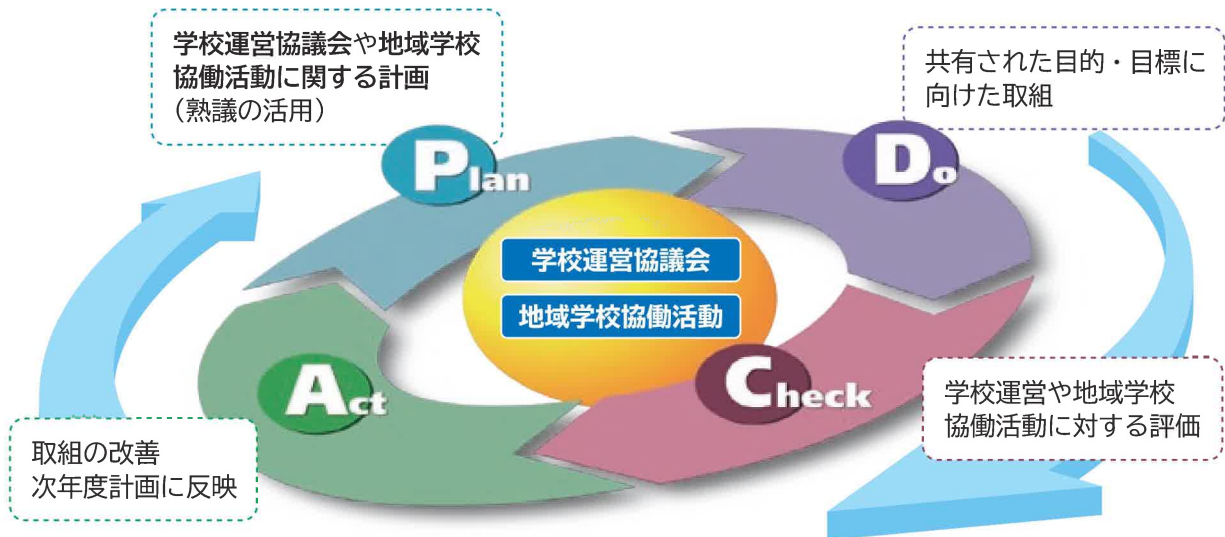 学校運営協議会や地域学校
協働活動に関する計画
（熟議の活用）
共有された目的・目標に
向けた取組
Plan
Do
学校運営協議会
地域学校協働活動
Act
Check
学校運営や地域学校
協働活動に対する評価
取組の改善
次年度計画に反映